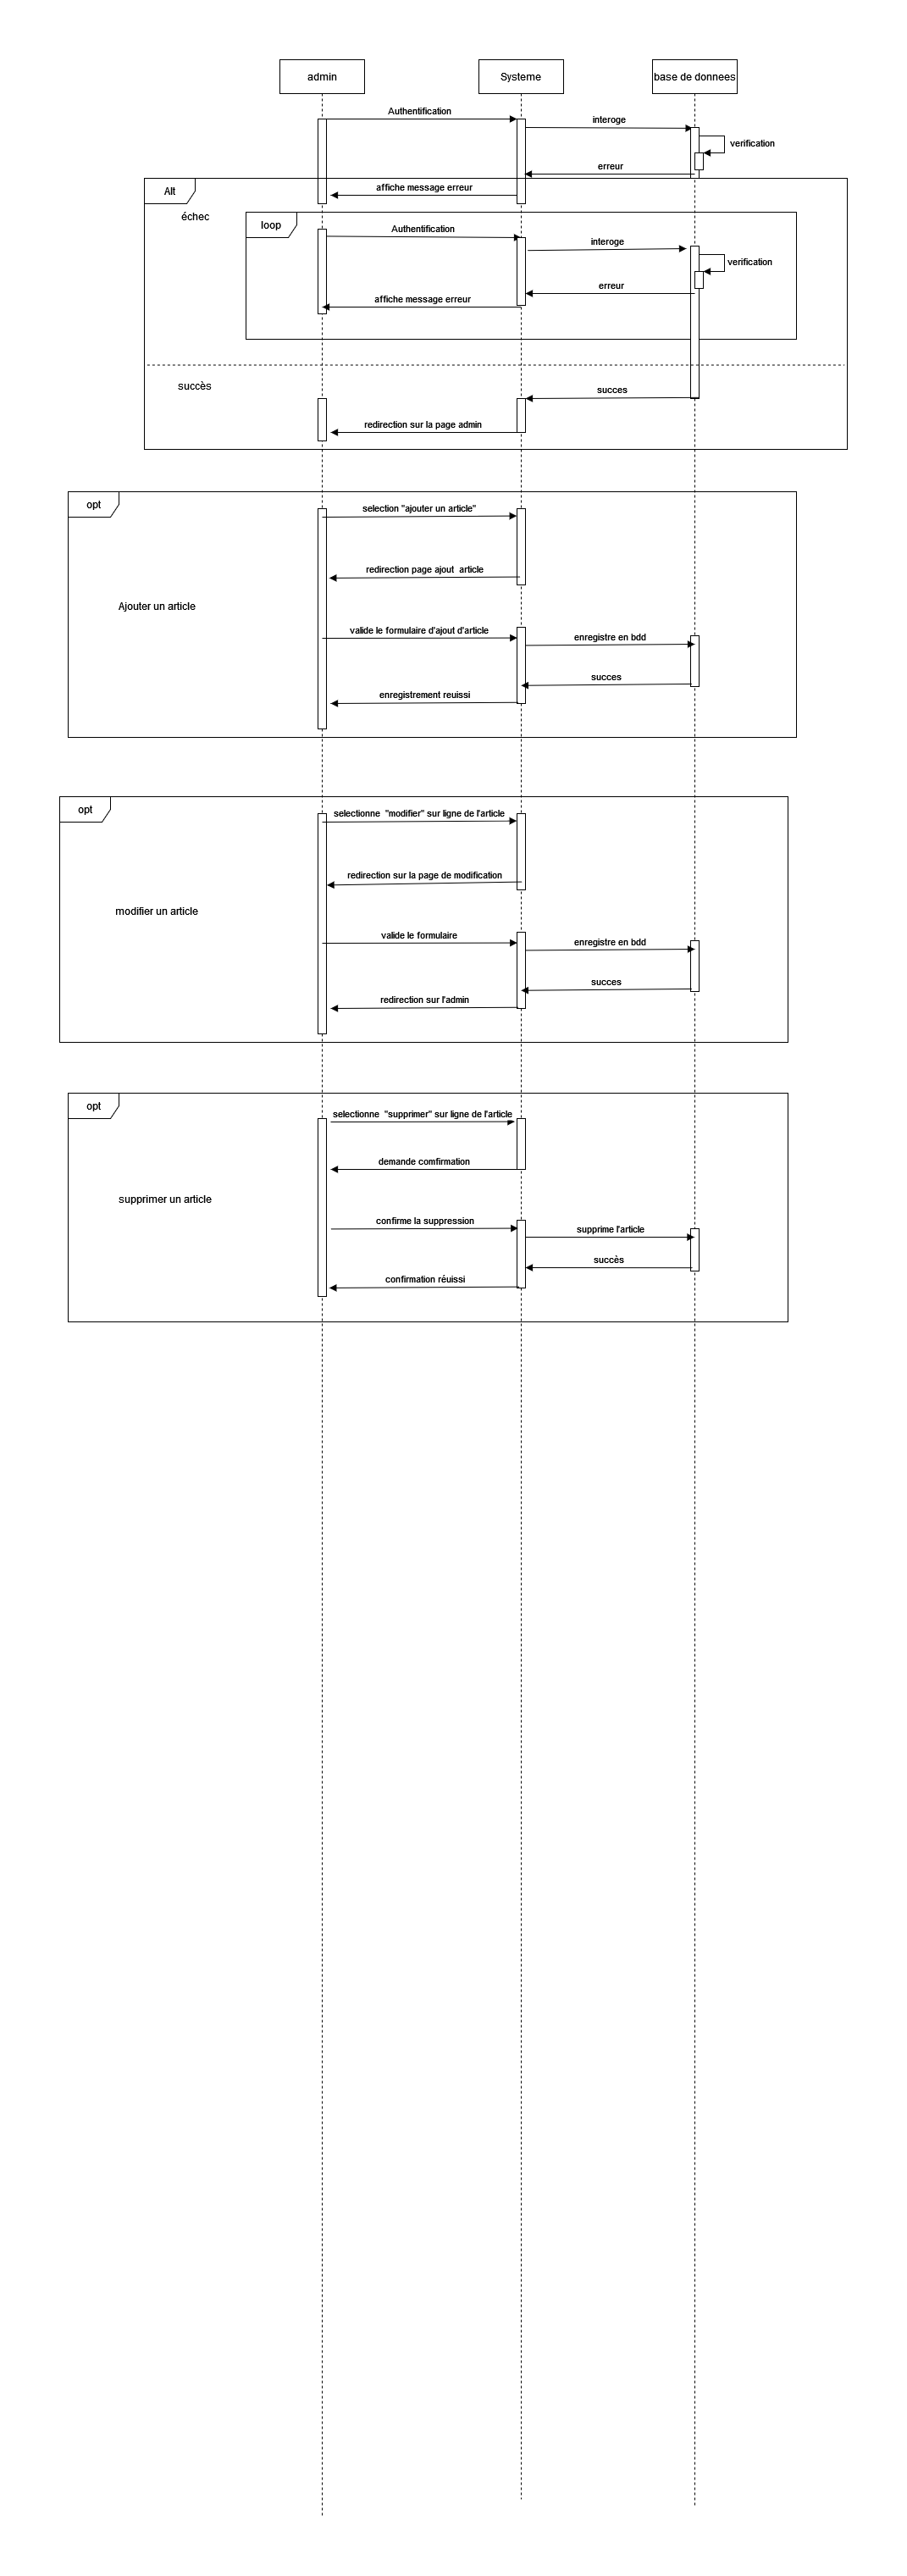 admin
Systeme
base de donnees
Authentification
interoge
verification
erreur
affiche message erreur
Alt
échec
loop
Authentification
interoge
verification
erreur
affiche message erreur
succès
succes
redirection sur la page admin
opt
selection "ajouter un article"
redirection page ajout  article
Ajouter un article
valide le formulaire d'ajout d'article
enregistre en bdd
succes
enregistrement reuissi
opt
selectionne  "modifier" sur ligne de l'article
redirection sur la page de modification
modifier un article
valide le formulaire
enregistre en bdd
succes
redirection sur l'admin
opt
selectionne  "supprimer" sur ligne de l'article
demande comfirmation
supprimer un article
confirme la suppression
supprime l'article
succès
confirmation réuissi